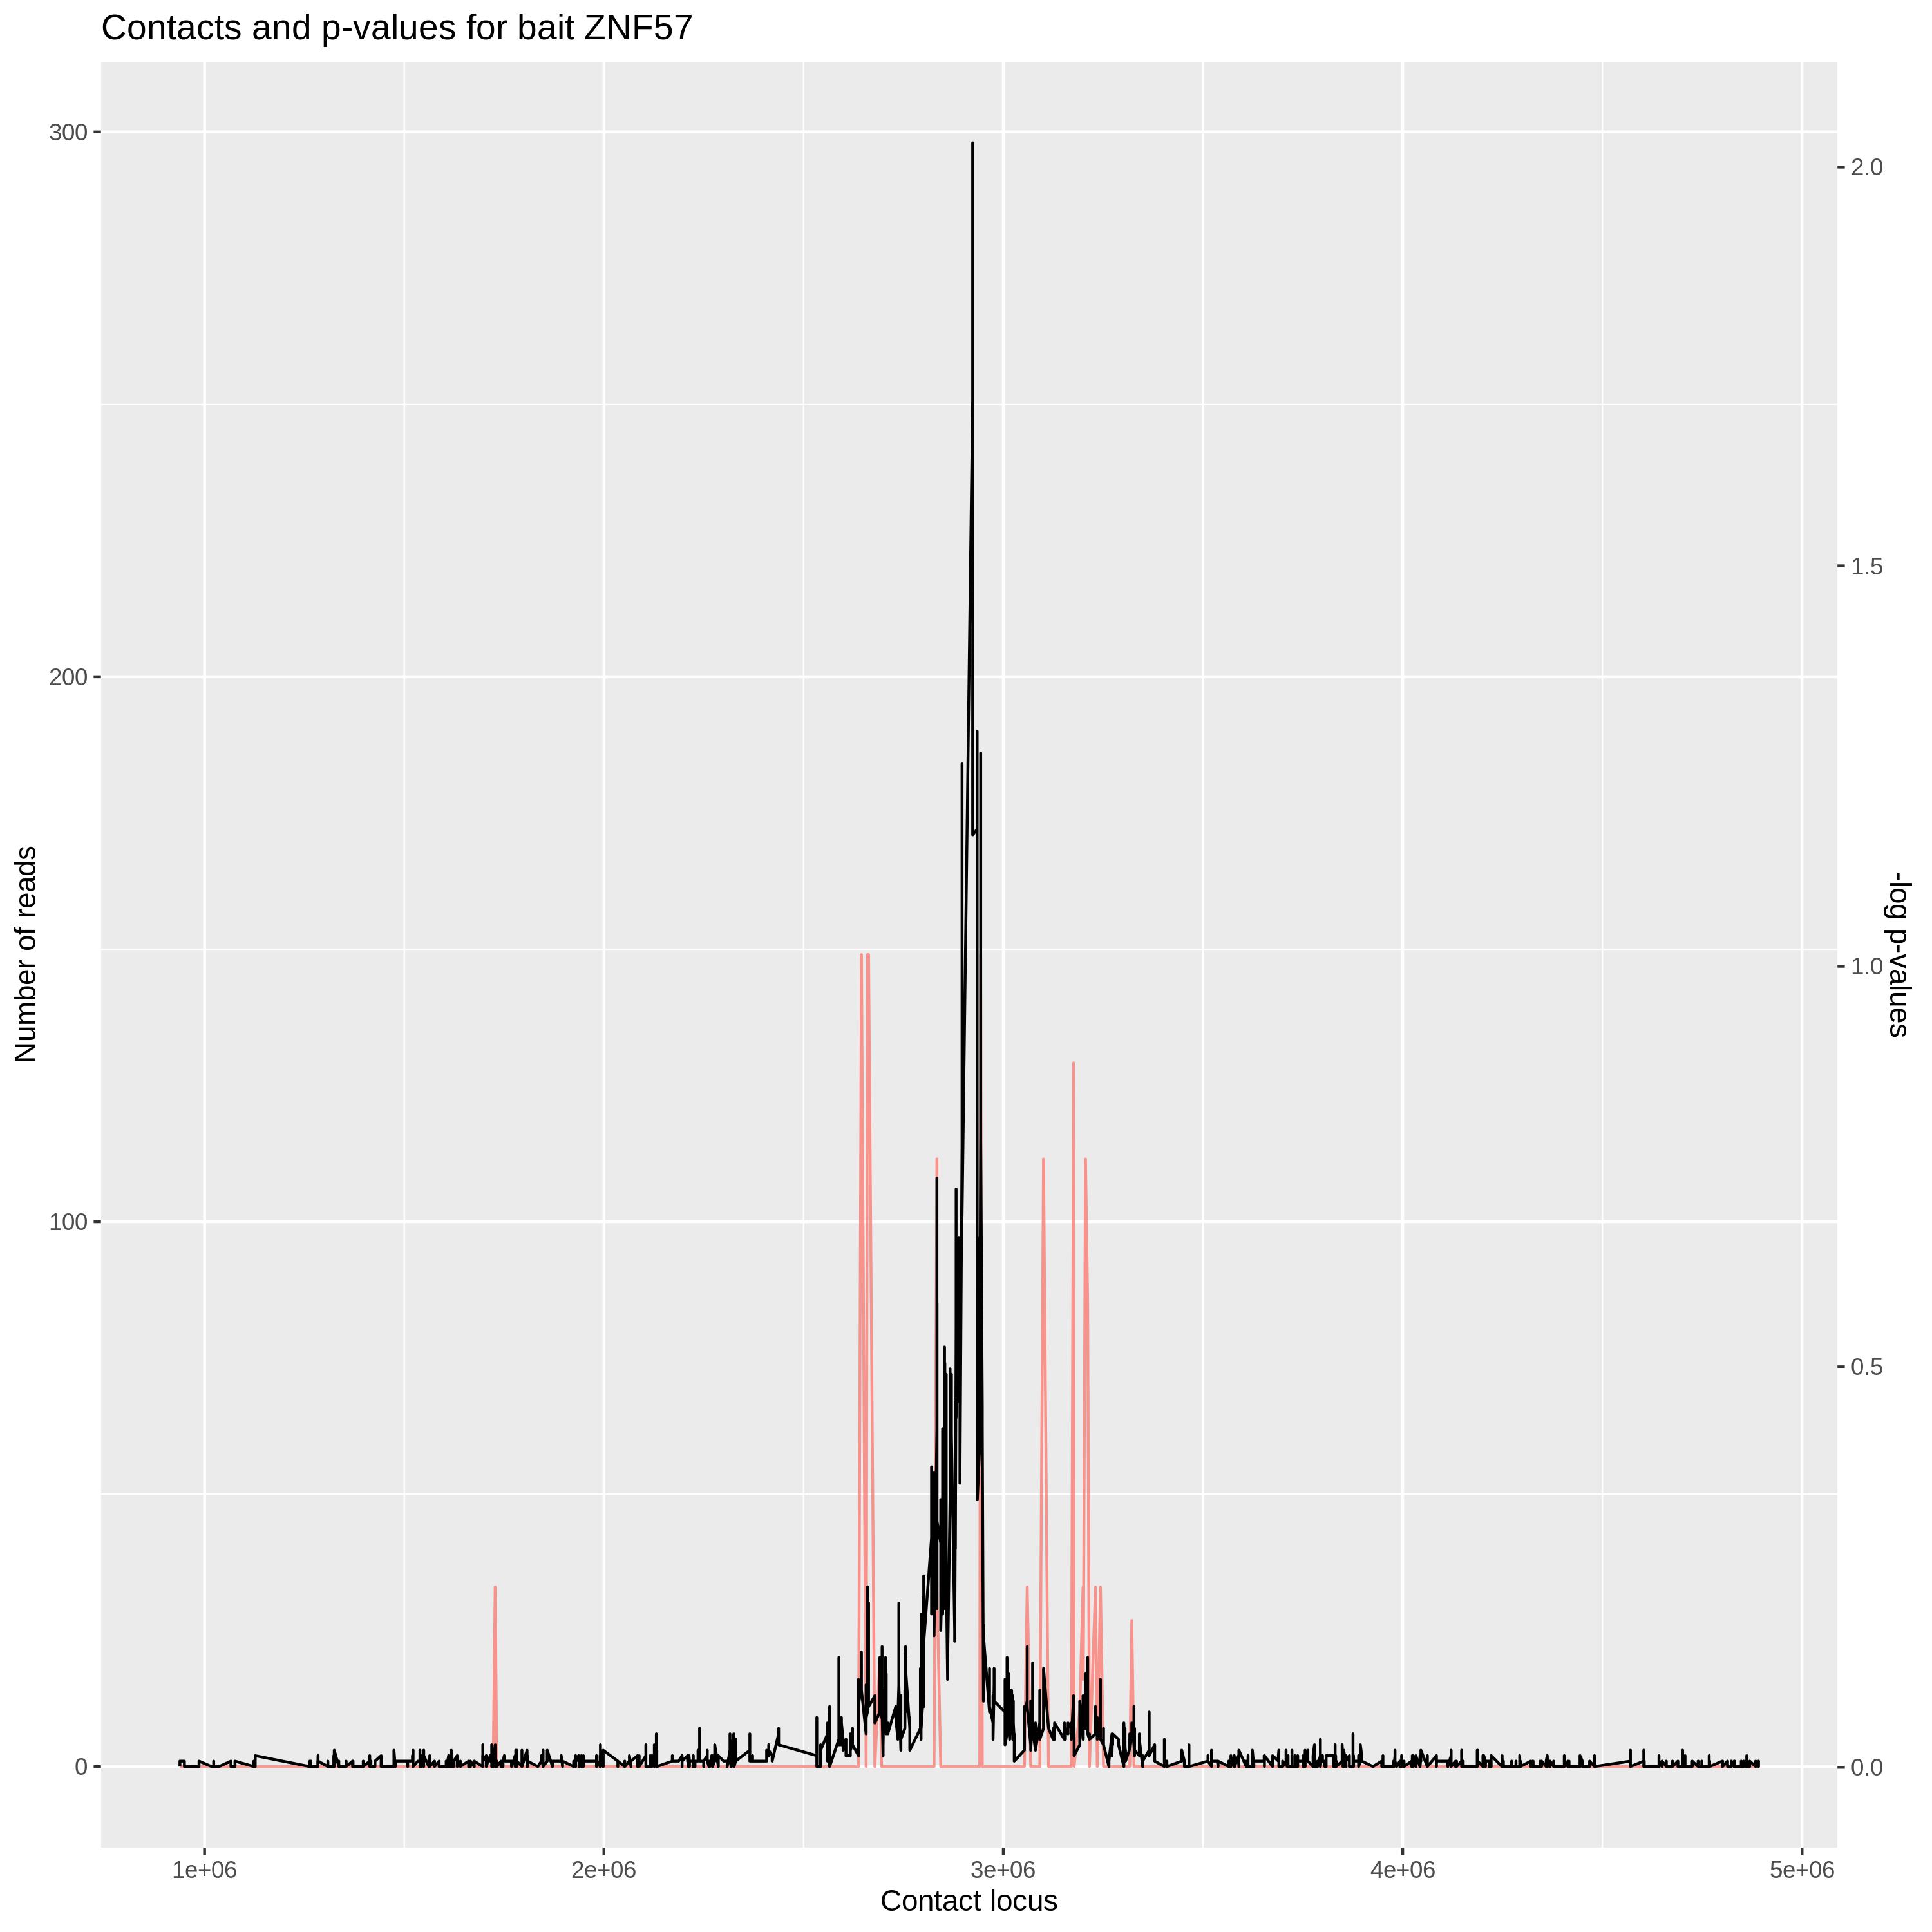 Contacts and p-values for bait ZNF57
300
200
100
0
Number of reads
2.0
1.5
1.0
0.5
0.0
-log p-values
1e+06 2e+06 3e+06 4e+06 5e+06
Contact locus